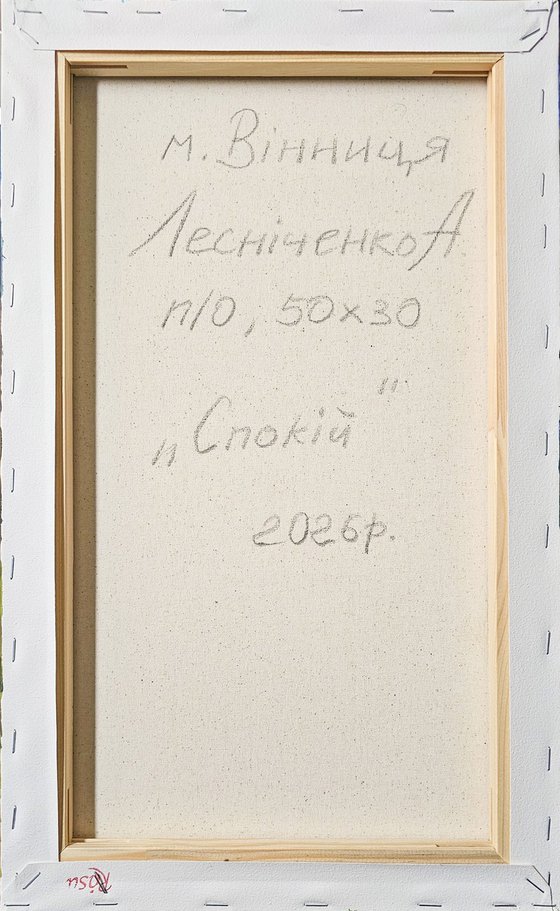 м. Вінниця
Лесніченко А.
п/о, 50х30
„Спокій"
2026р.